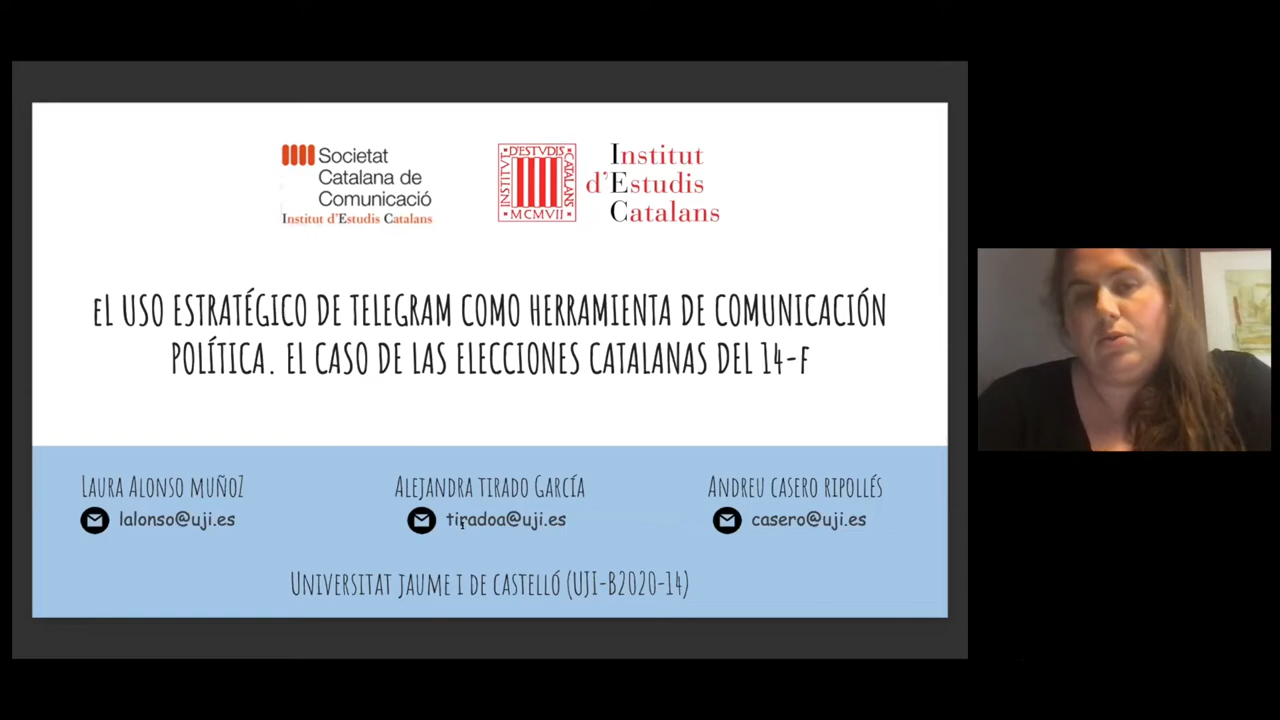 Societat
Catalana de
Comunicació
Institut d'Estudis Catalans
INSTITUT D'ESTVDIS CATALANS
MCMVII
Institut
d'Estudis
Catalans
eL USO ESTRATÉGICO DE TELEGRAM COMO HERRAMIENTA DE COMUNICACIÓN
POLÍTICA. EL CASO DE LAS ELECCIONES CATALANAS DEL 14-F
LAURA ALONSO MUÑOZ
lalonso@uji.es
ALEJANDRA TIRADO GARCÍA
tiradoa@uji.es
ANDREU CASERO RIPOLLÉS
casero@uji.es
UNIVERSITAT JAUME I DE CASTELLÓ (UJI-B2020-14)